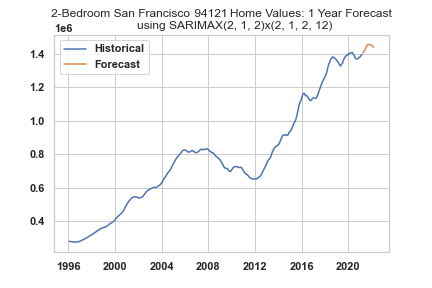 2-Bedroom San Francisco 94121 Home Values: 1 Year Forecast
using SARIMAX(2, 1, 2)x(2, 1, 2, 12)
1e6
Historical
Forecast
1.4
1.2
1.0
0.8
0.6
0.4
1996 2000 2004 2008 2012 2016 2020